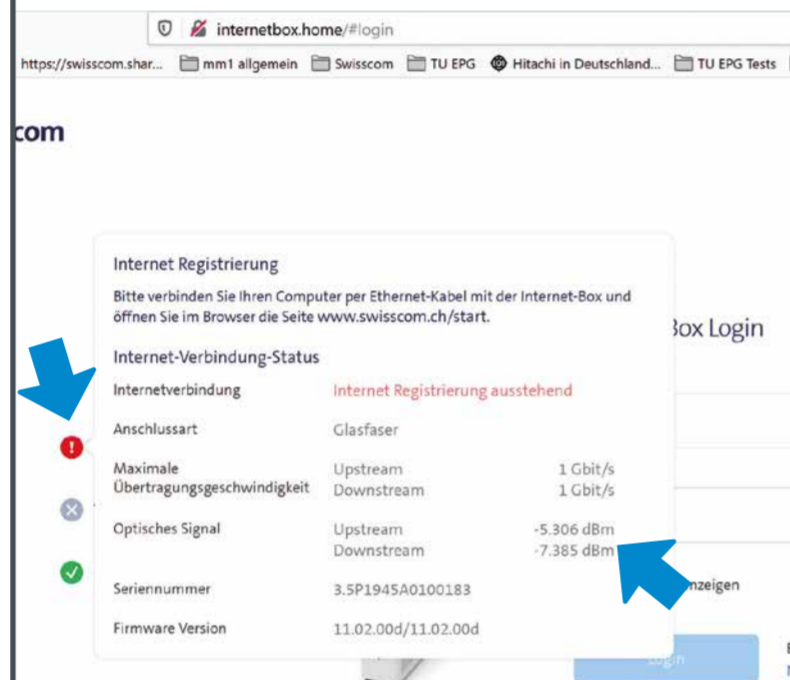 internetbox.home/#login
https://swisscom.shar... mm1 allgemein Swisscom TU EPG Hitachi in Deutschland... TU EPG Tests
com
Internet Registrierung
Bitte verbinden Sie Ihren Computer per Ethernet-Kabel mit der Internet-Box und
öffnen Sie im Browser die Seite www.swisscom.ch/start.
Box Login
Internet-Verbindung-Status
Internetverbindung Internet Registrierung ausstehend
Anschlussart Glasfaser
Maximale Upstream 1 Gbit/s
Übertragungsgeschwindigkeit Downstream 1 Gbit/s
Optisches Signal Upstream -5.306 dBm
Downstream -7.385 dBm
nzeigen
Seriennummer 3.5P1945A0100183
Firmware Version 11.02.00d/11.02.00d
Login